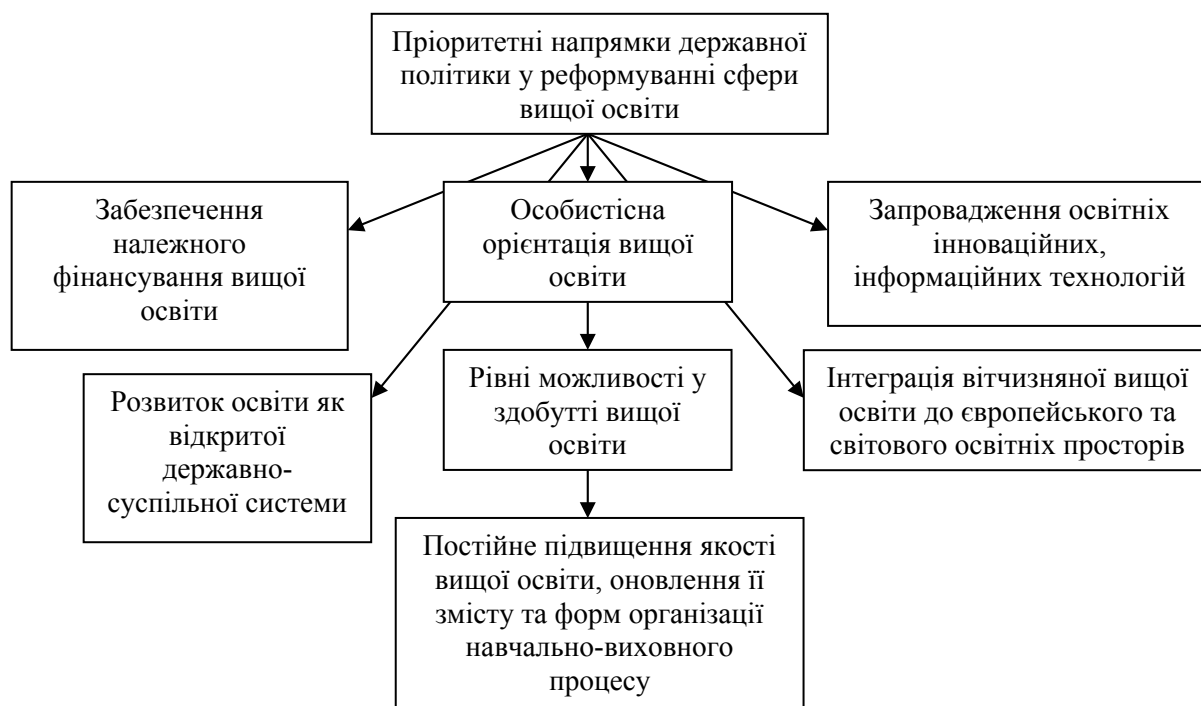 Пріоритетні напрямки державної
політики у реформуванні сфери
вищої освіти
Забезпечення
належного
фінансування вищої
освіти
Особистісна
орієнтація вищої
освіти
Запровадження освітніх
інноваційних,
інформаційних технологій
Розвиток освіти як
відкритої
державно-
суспільної системи
Рівні можливості у
здобутті вищої
освіти
Інтеграція вітчизняної вищої
освіти до європейського та
світового освітніх просторів
Постійне підвищення якості
вищої освіти, оновлення її
змісту та форм організації
навчально-виховного
процесу